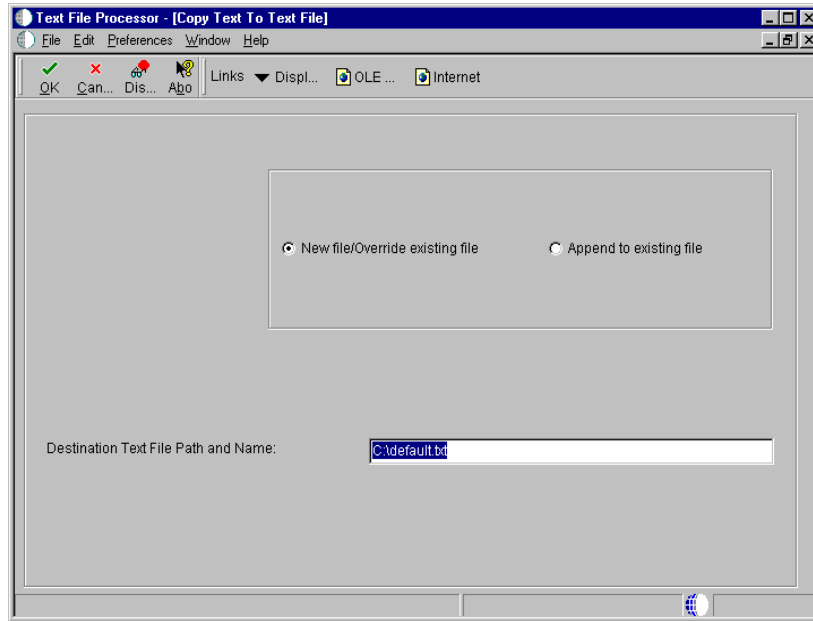 Text File Processor - [Copy Text To Text File]
File Edit Preferences Window Help
OK Can... Dis... Abo Links Displ... OLE ... Internet
New file/Override existing file Append to existing file
Destination Text File Path and Name: C:\default.txt